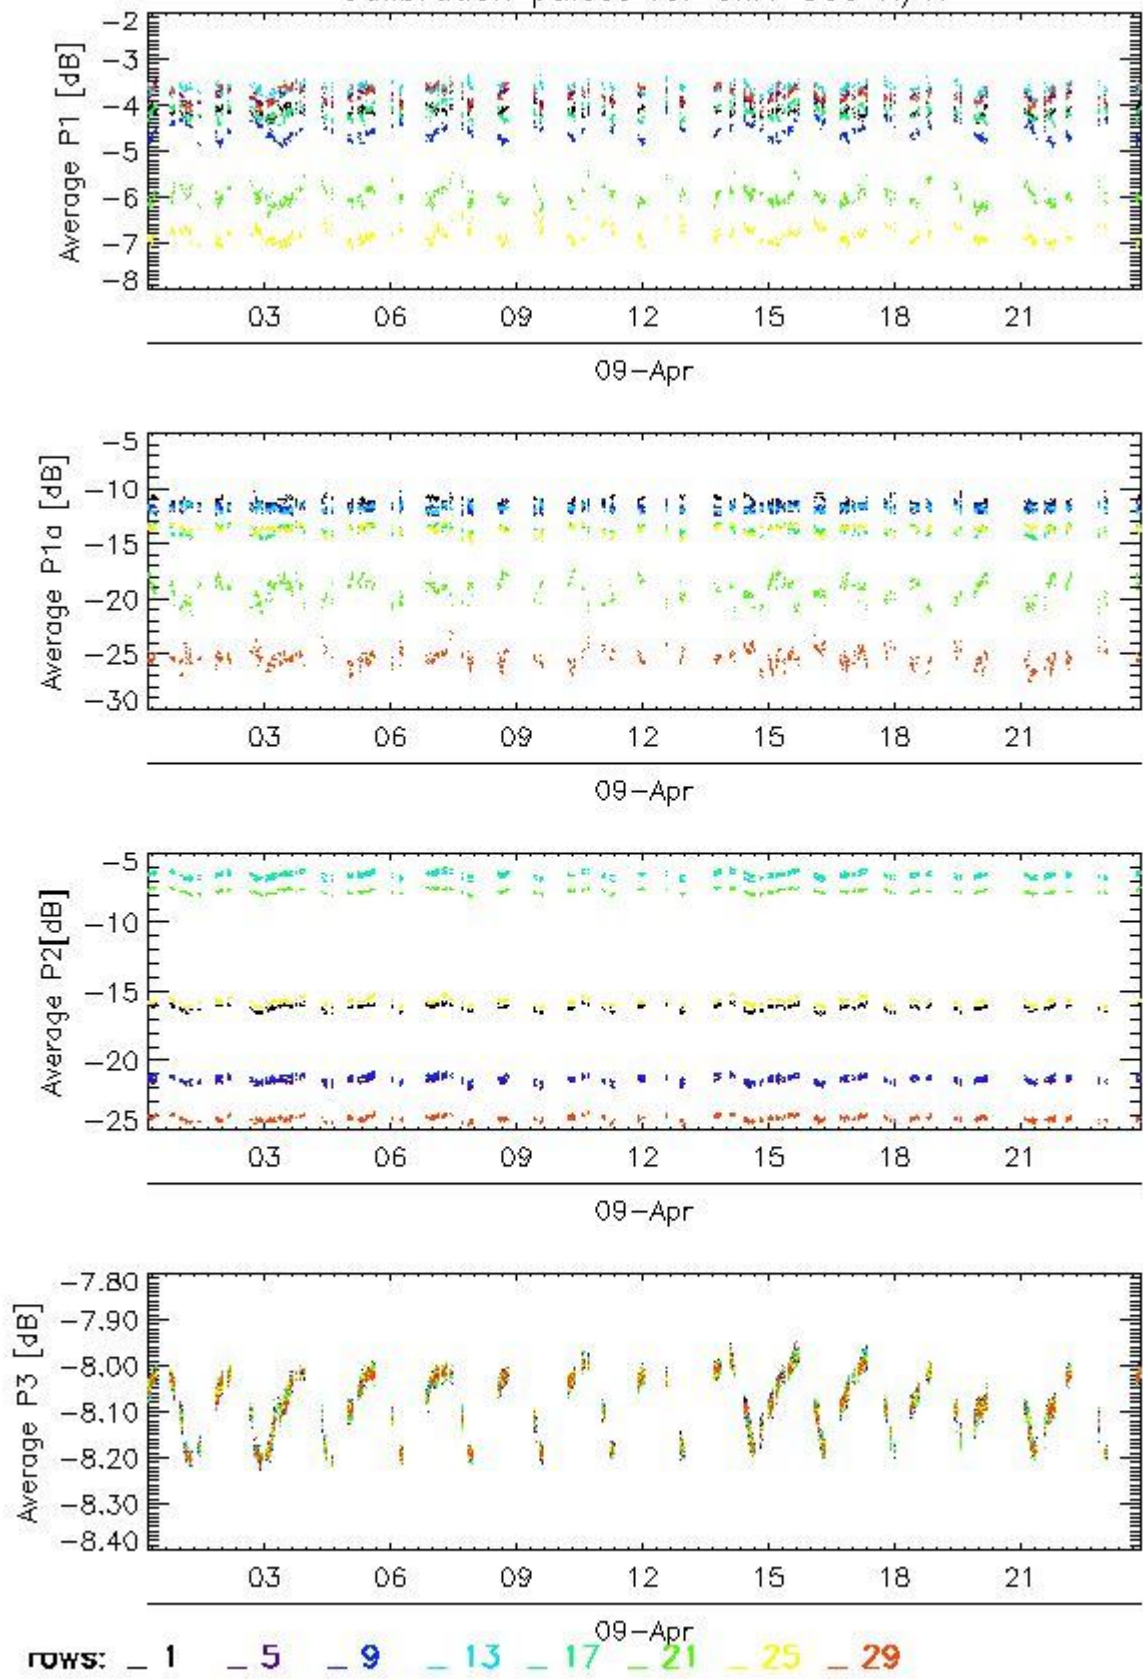 Average P1 [dB]
-2
-3
-4
-5
-6
-7
-8
03 06 09 12 15 18 21
09-Apr
Average P1a [dB]
-5
-10
-15
-20
-25
-30
03 06 09 12 15 18 21
09-Apr
Average P2[dB]
-5
-10
-15
-20
-25
03 06 09 12 15 18 21
09-Apr
Average P3 [dB]
-7.80
-7.90
-8.00
-8.10
-8.20
-8.30
-8.40
03 06 09 12 15 18 21
09-Apr
rows: _ 1 _ 5 _ 9 _ 13 _ 17 _ 21 _ 25 _ 29